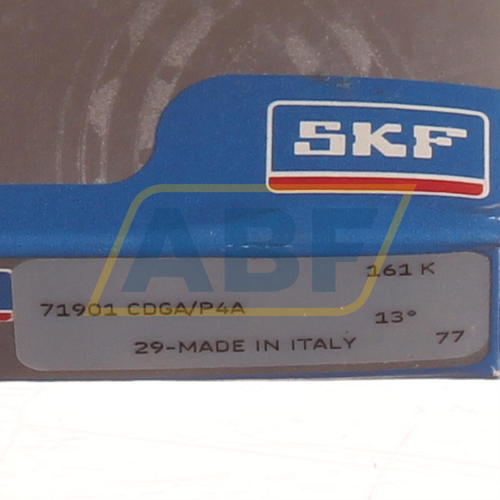 SKF
ABF
161 K
71901 CDGA/P4A
13°
29-MADE IN ITALY
77